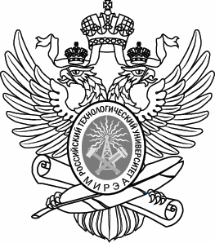 РОССИЙСКИЙ ТЕХНОЛОГИЧЕСКИЙ УНИВЕРСИТЕТ
МИРЭА